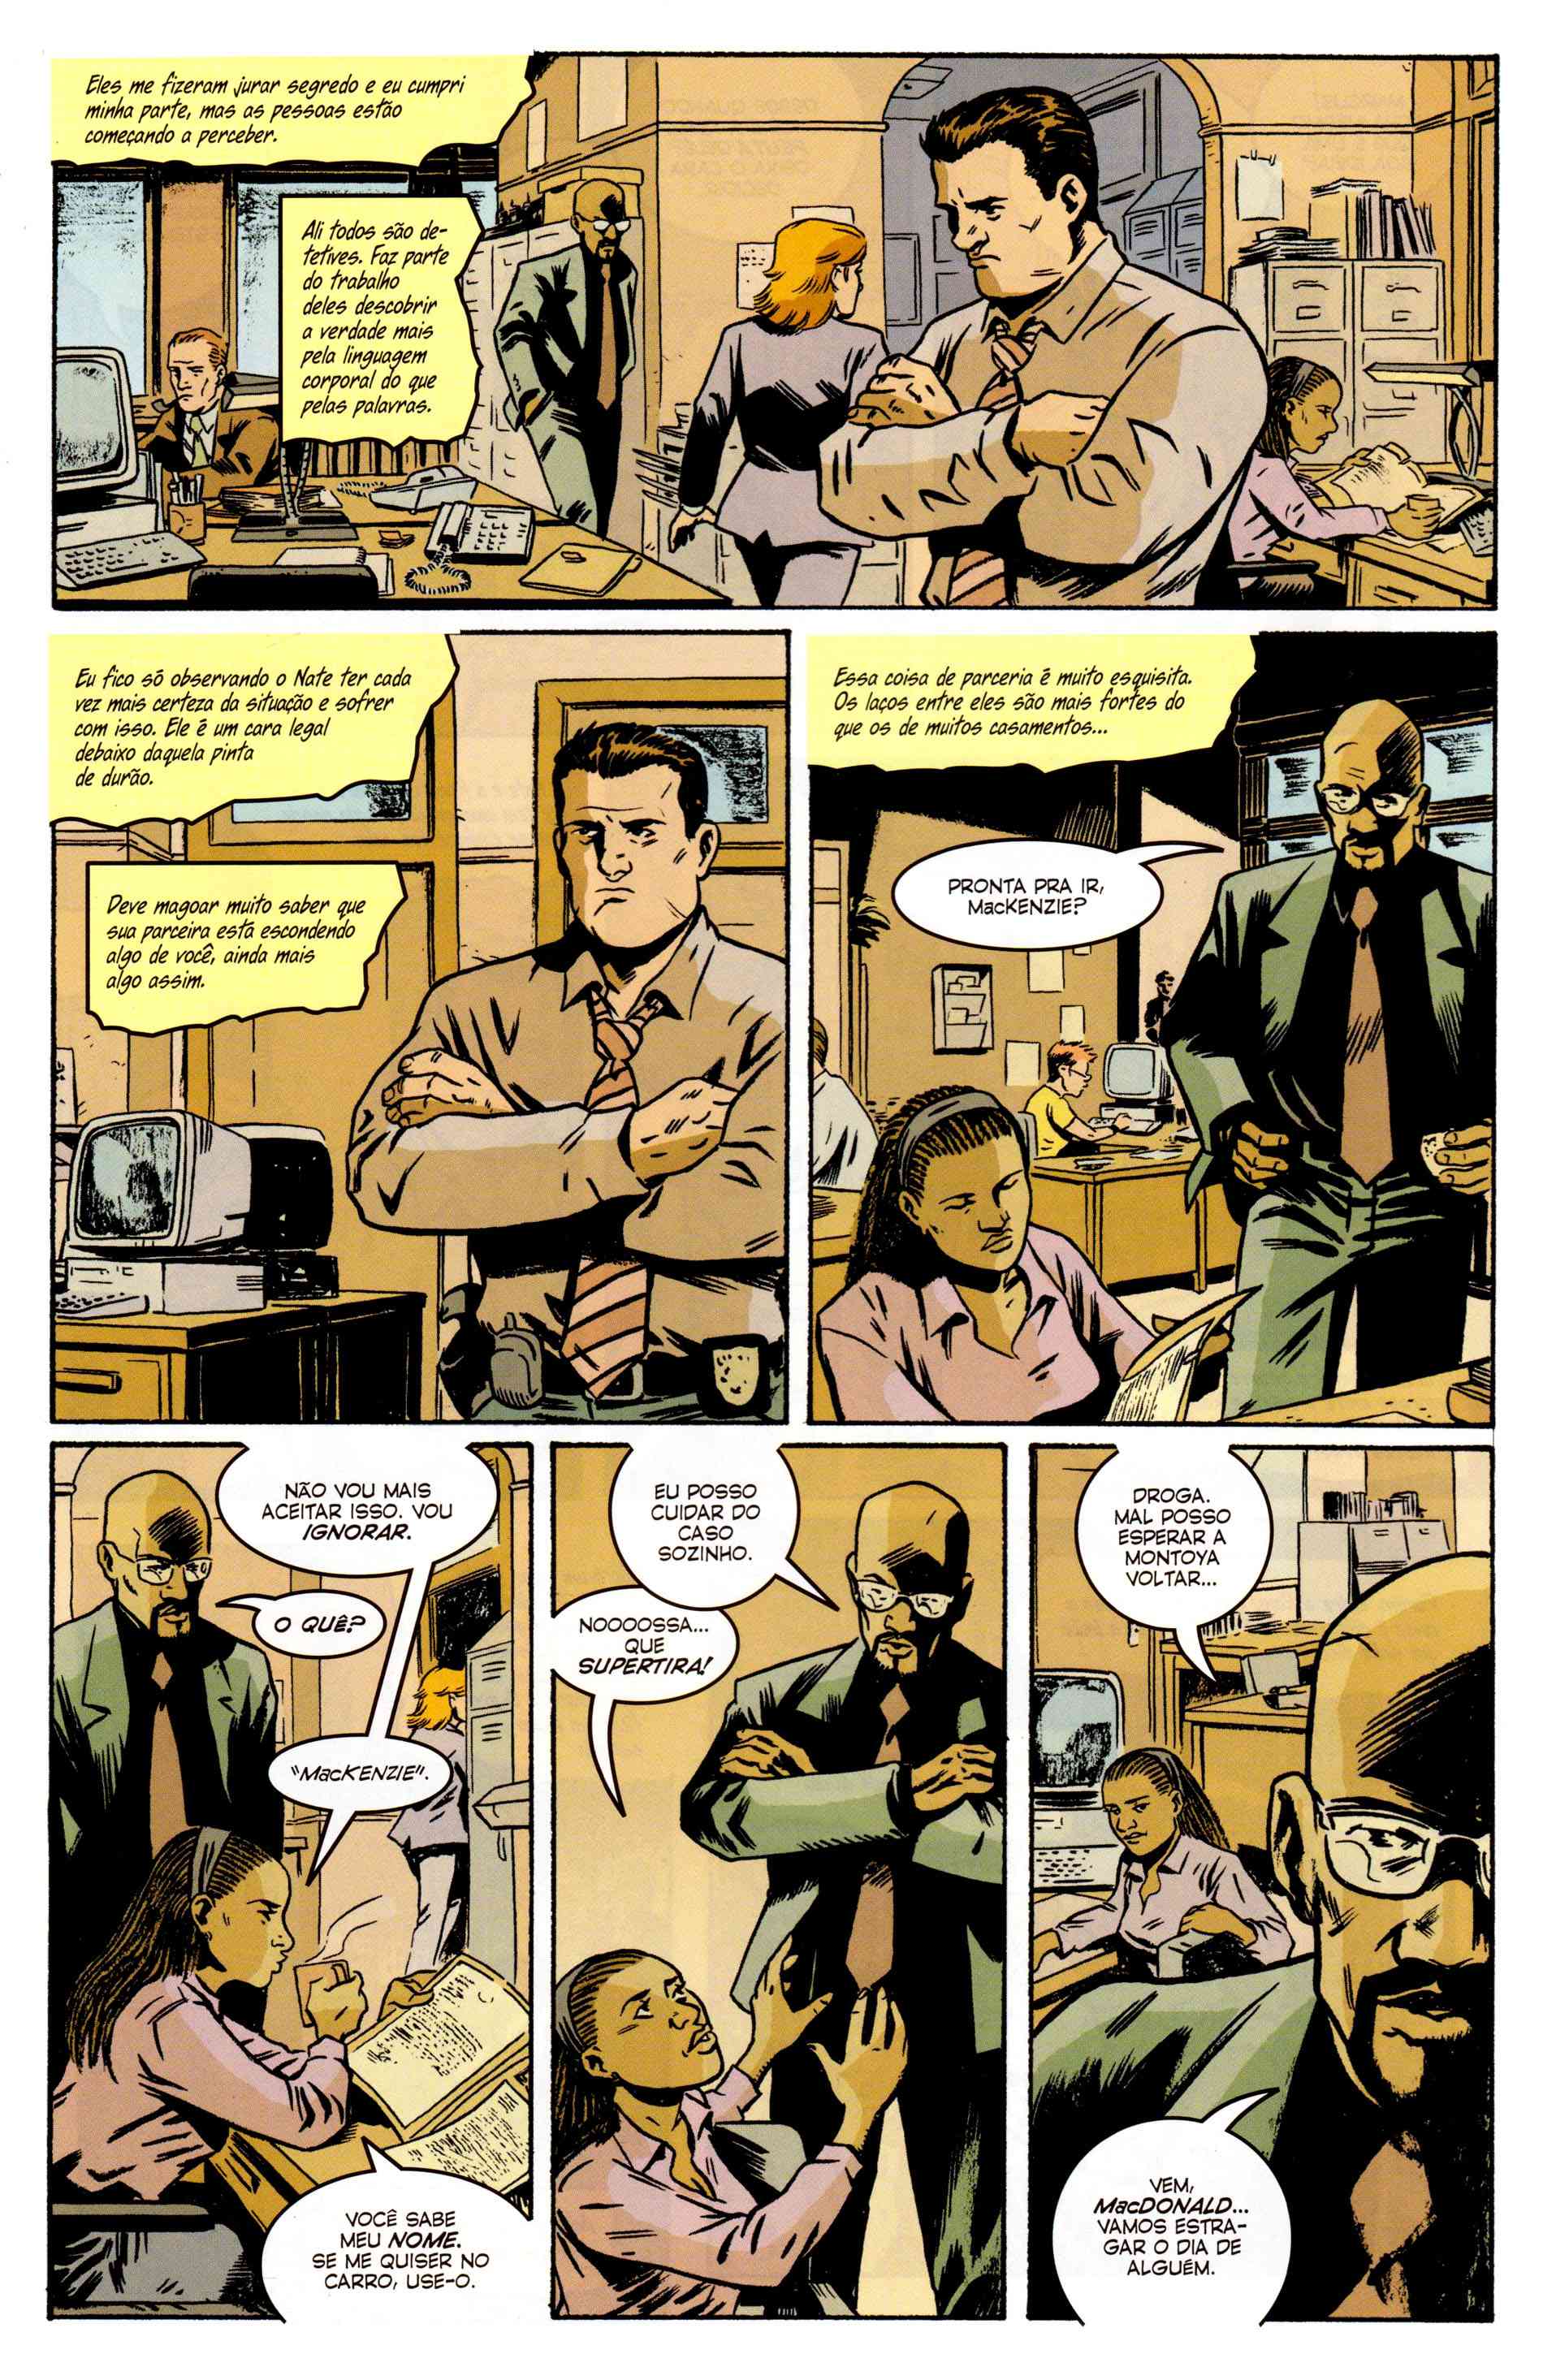 Eles me fizeram jurar segredo e eu cumpri
minha parte, mas as pessoas estão
começando a perceber.
Ali todos são de-
tetives. Faz parte
do trabalho
deles descobrir
a verdade mais
pela linguagem
corporal do que
pelas palavras.
Eu fico só observando o Nate ter cada
vez mais certeza da situação e sofrer
com isso. Ele é um cara legal
debaixo daquela pinta
de durão.
Deve magoar muito saber que
sua parceira está escondendo
algo de você, ainda mais
algo assim.
Essa coisa de parceria é muito esquisita.
Os laços entre eles são mais fortes do
que os de muitos casamentos...
PRONTA PRA IR,
MacKENZIE?
NÃO VOU MAIS
ACEITAR ISSO. VOU
IGNORAR.
O QUÊ?
"MacKENZIE".
VOCÊ SABE
MEU NOME.
SE ME QUISER NO
CARRO, USE-O.
EU POSSO
CUIDAR DO
CASO
SOZINHO.
NOOOOSSA...
QUE
SUPERTIRA!
DROGA.
MAL POSSO
ESPERAR A
MONTOYA
VOLTAR...
VEM,
MacDONALD...
VAMOS ESTRA-
GAR O DIA DE
ALGUÉM.